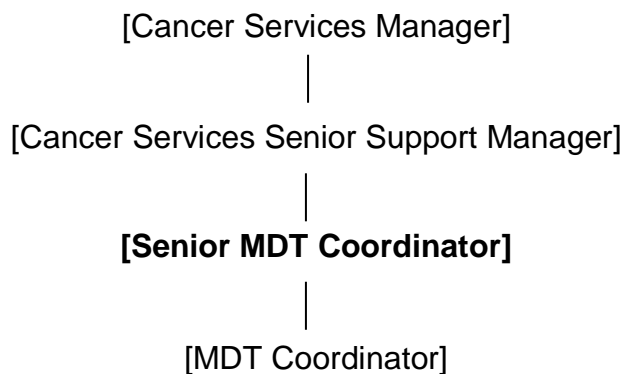 [Cancer Services Manager]
[Cancer Services Senior Support Manager]
[Senior MDT Coordinator]
[MDT Coordinator]